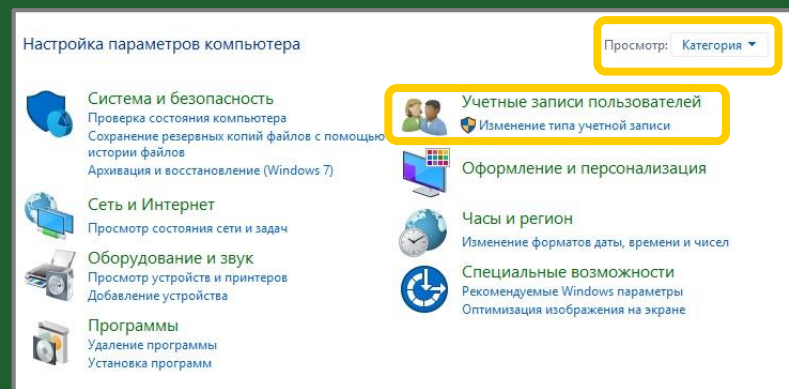 Настройка параметров компьютера
Просмотр: Категория
Система и безопасность
Проверка состояния компьютера
Сохранение резервных копий файлов с помощью
истории файлов
Архивация и восстановление (Windows 7)
Сеть и Интернет
Просмотр состояния сети и задач
Оборудование и звук
Просмотр устройств и принтеров
Добавление устройства
Программы
Удаление программы
Установка программ
Учетные записи пользователей
Изменение типа учетной записи
Оформление и персонализация
Часы и регион
Изменение форматов даты, времени и чисел
Специальные возможности
Рекомендуемые Windows параметры
Оптимизация изображения на экране